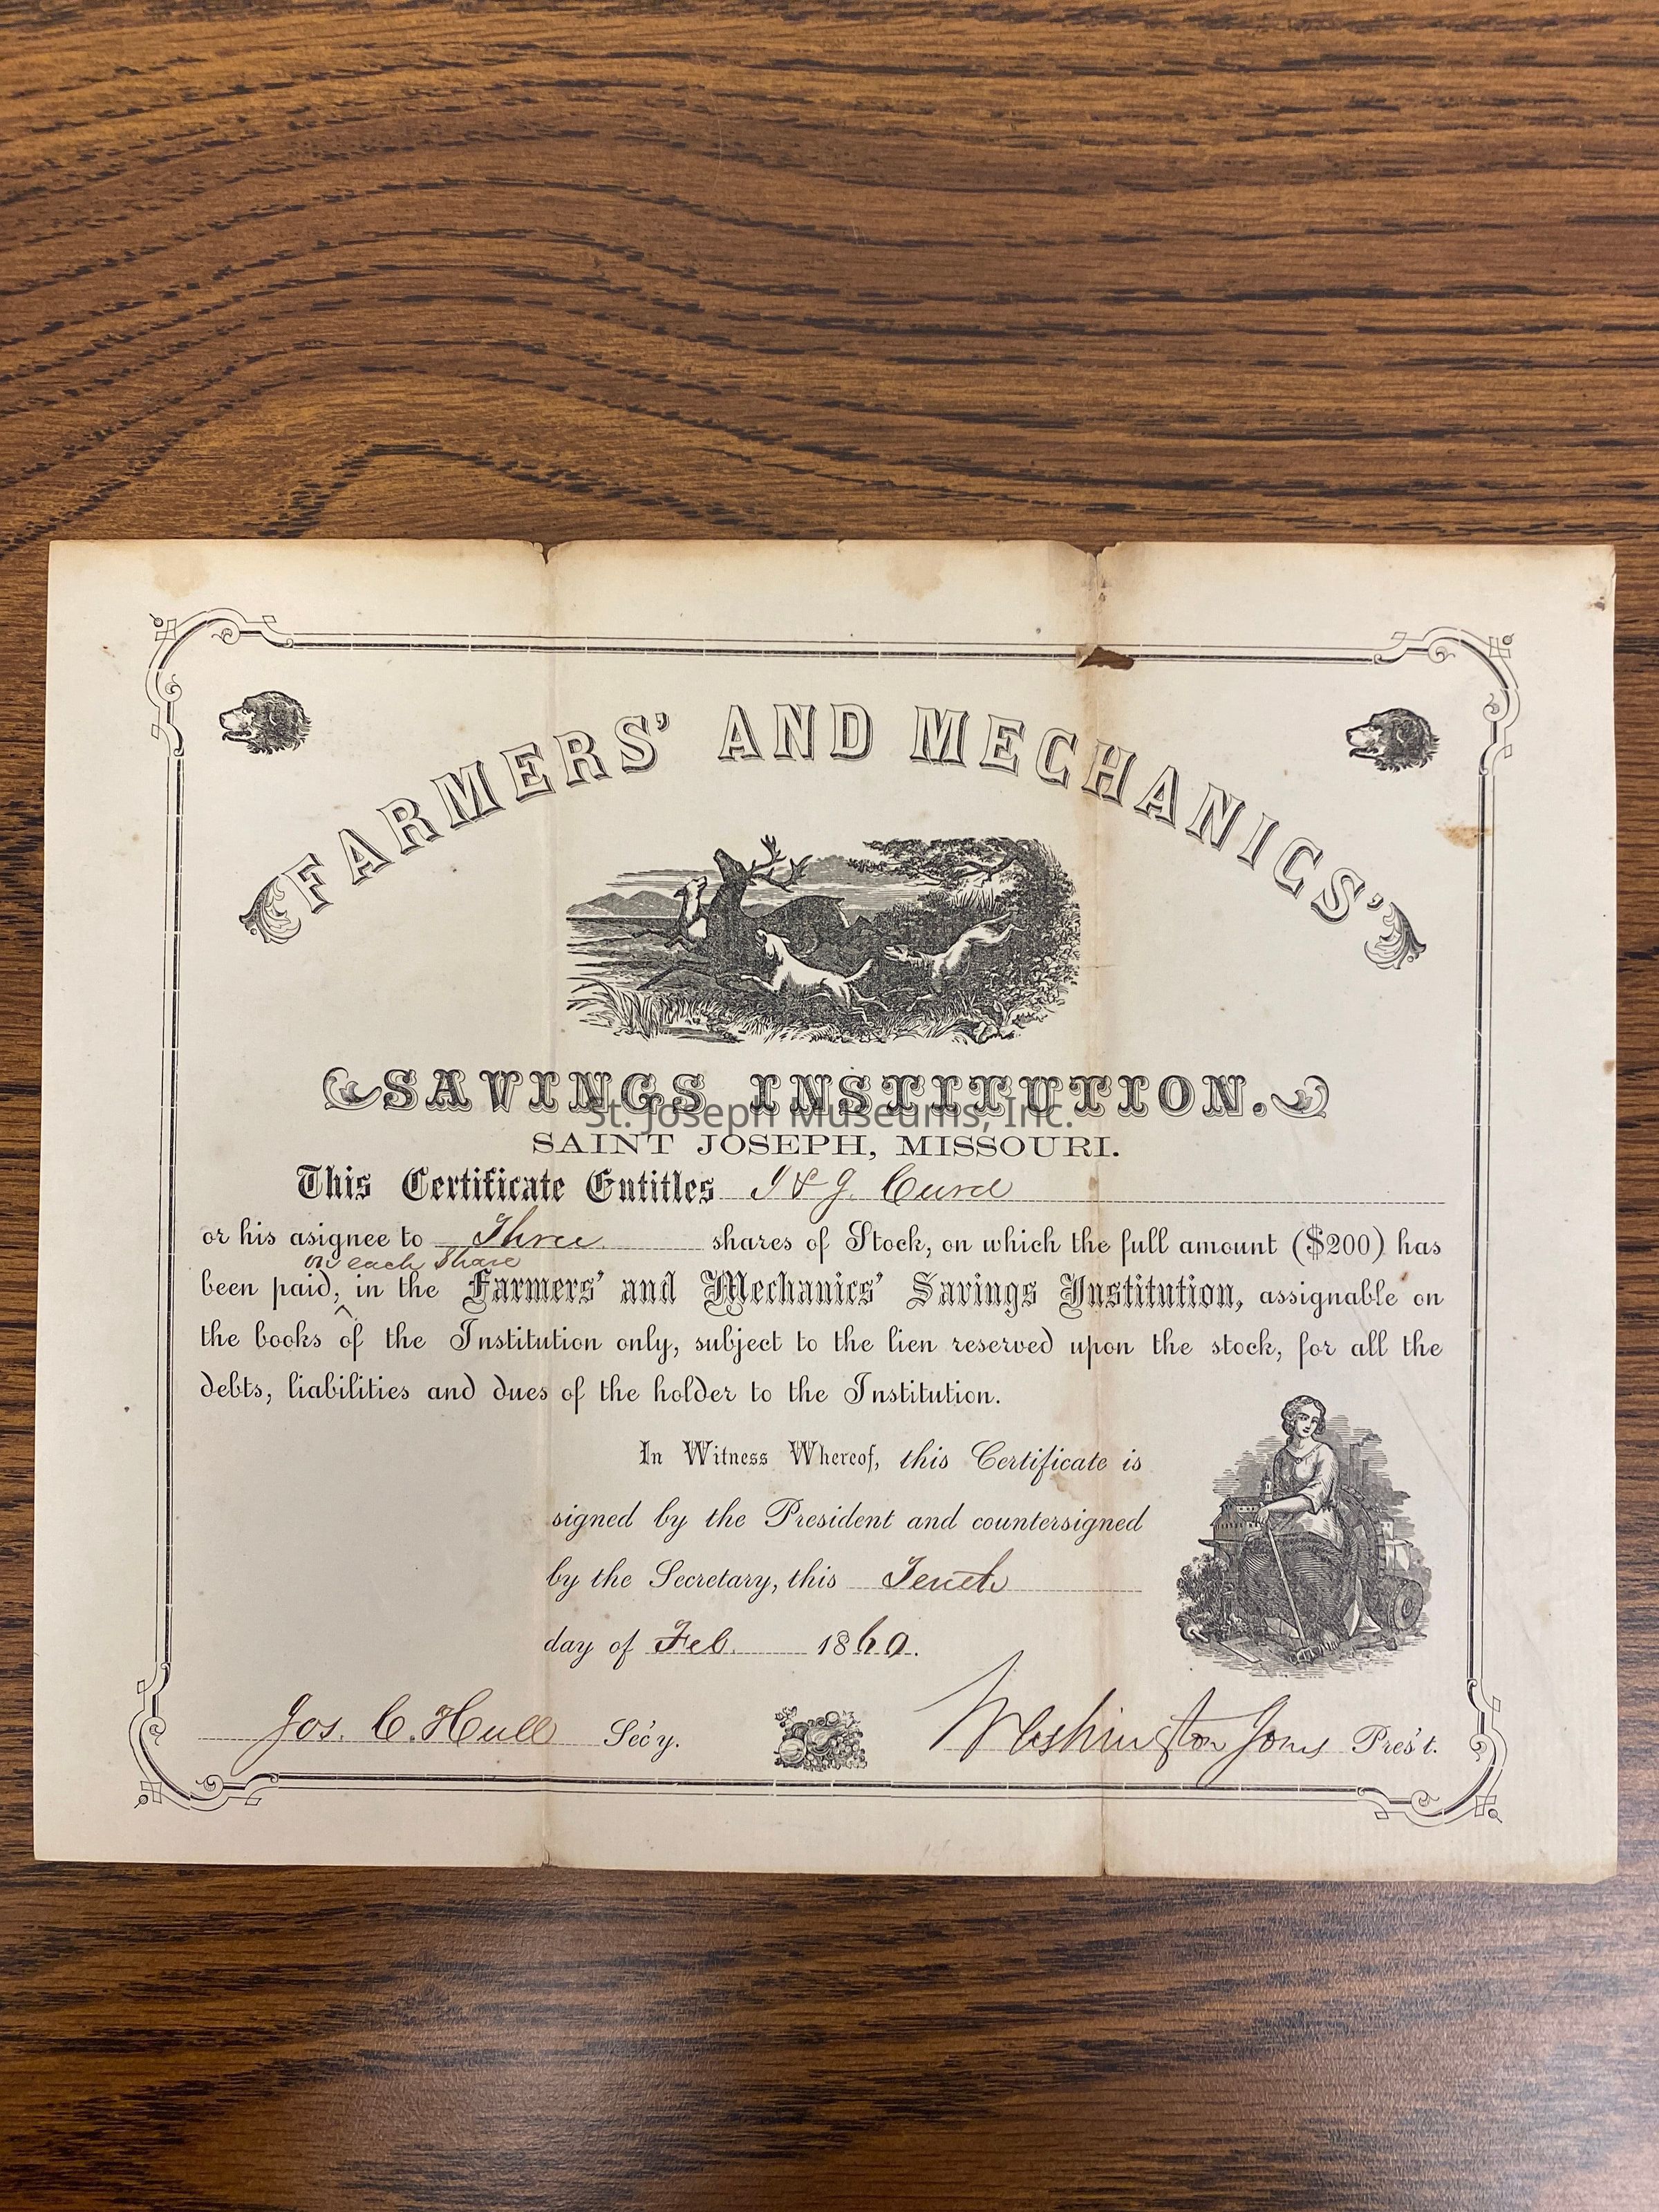 FARMERS' AND MECHANICS'
SAVINGS INSTITUTION.
St. Joseph Museums, Inc.
SAINT JOSEPH, MISSOURI.
This Certificate Entitles I & J. Curd
or his asignee to Three shares of Stock, on which the full amount ($200) has
on each Share
been paid, in the Farmers' and Mechanics' Savings Institution, assignable on
the books of the Institution only, subject to the lien reserved upon the stock, for all the
debts, liabilities and dues of the holder to the Institution.
In Witness Whereof, this Certificate is
signed by the President and countersigned
by the Secretary, this Tenth
day of Feb. 1860.
Jos. C. Hull Sec'y.
Washington Jones Pres't.